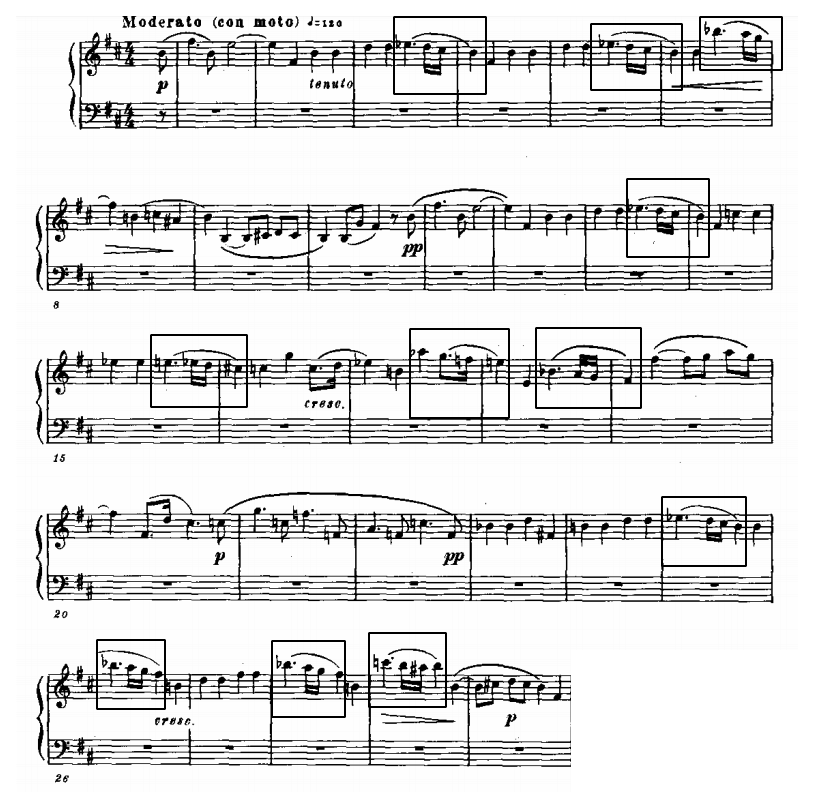 Moderato (con moto) ♩=120
p
tenuto
pp
8
cresc.
15
p
pp
20
cresc.
p
26